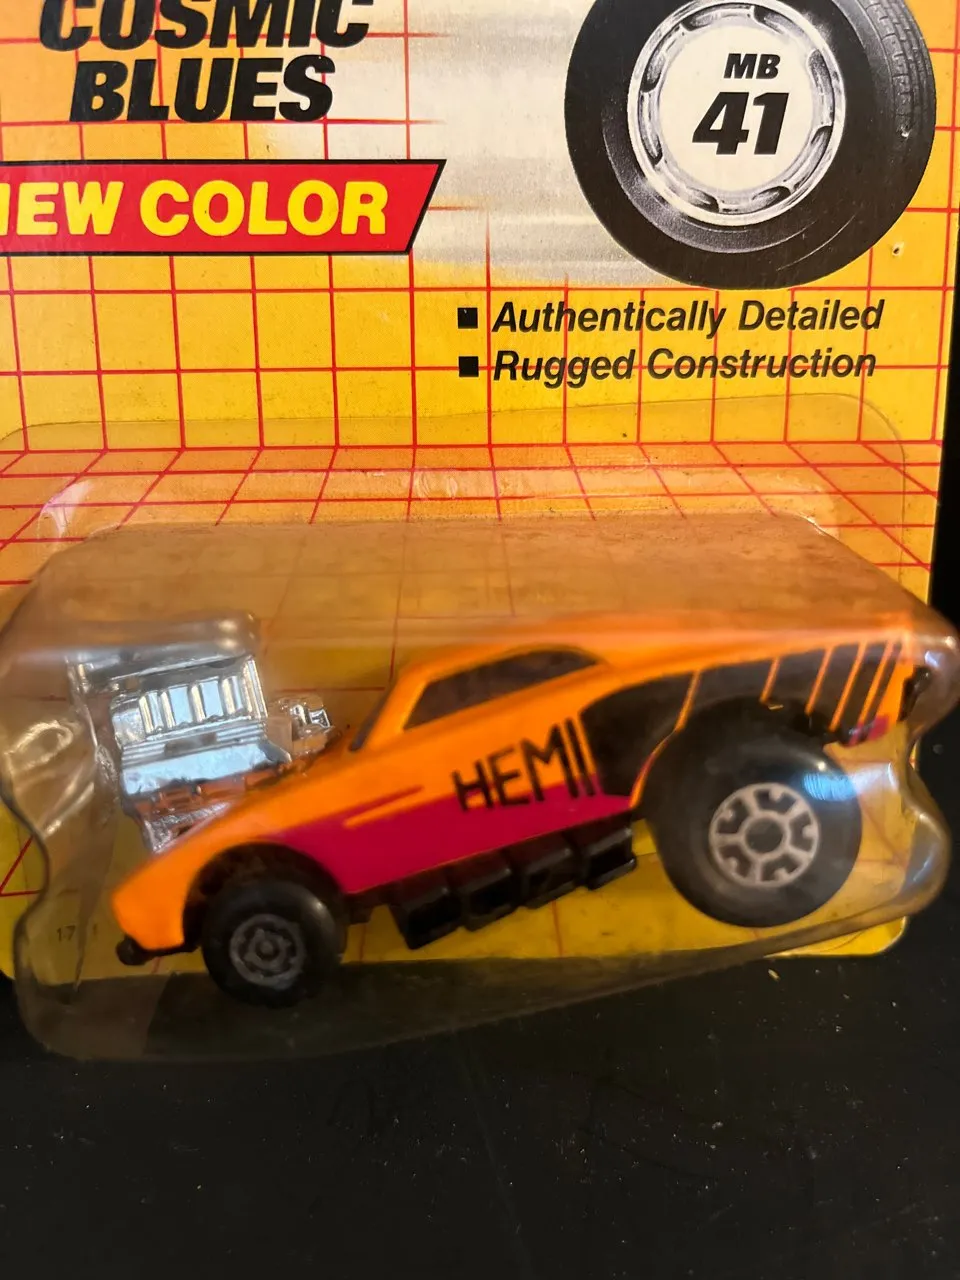 COSMIC
BLUES
MB
41
NEW COLOR
■ Authentically Detailed
■ Rugged Construction
HEMI